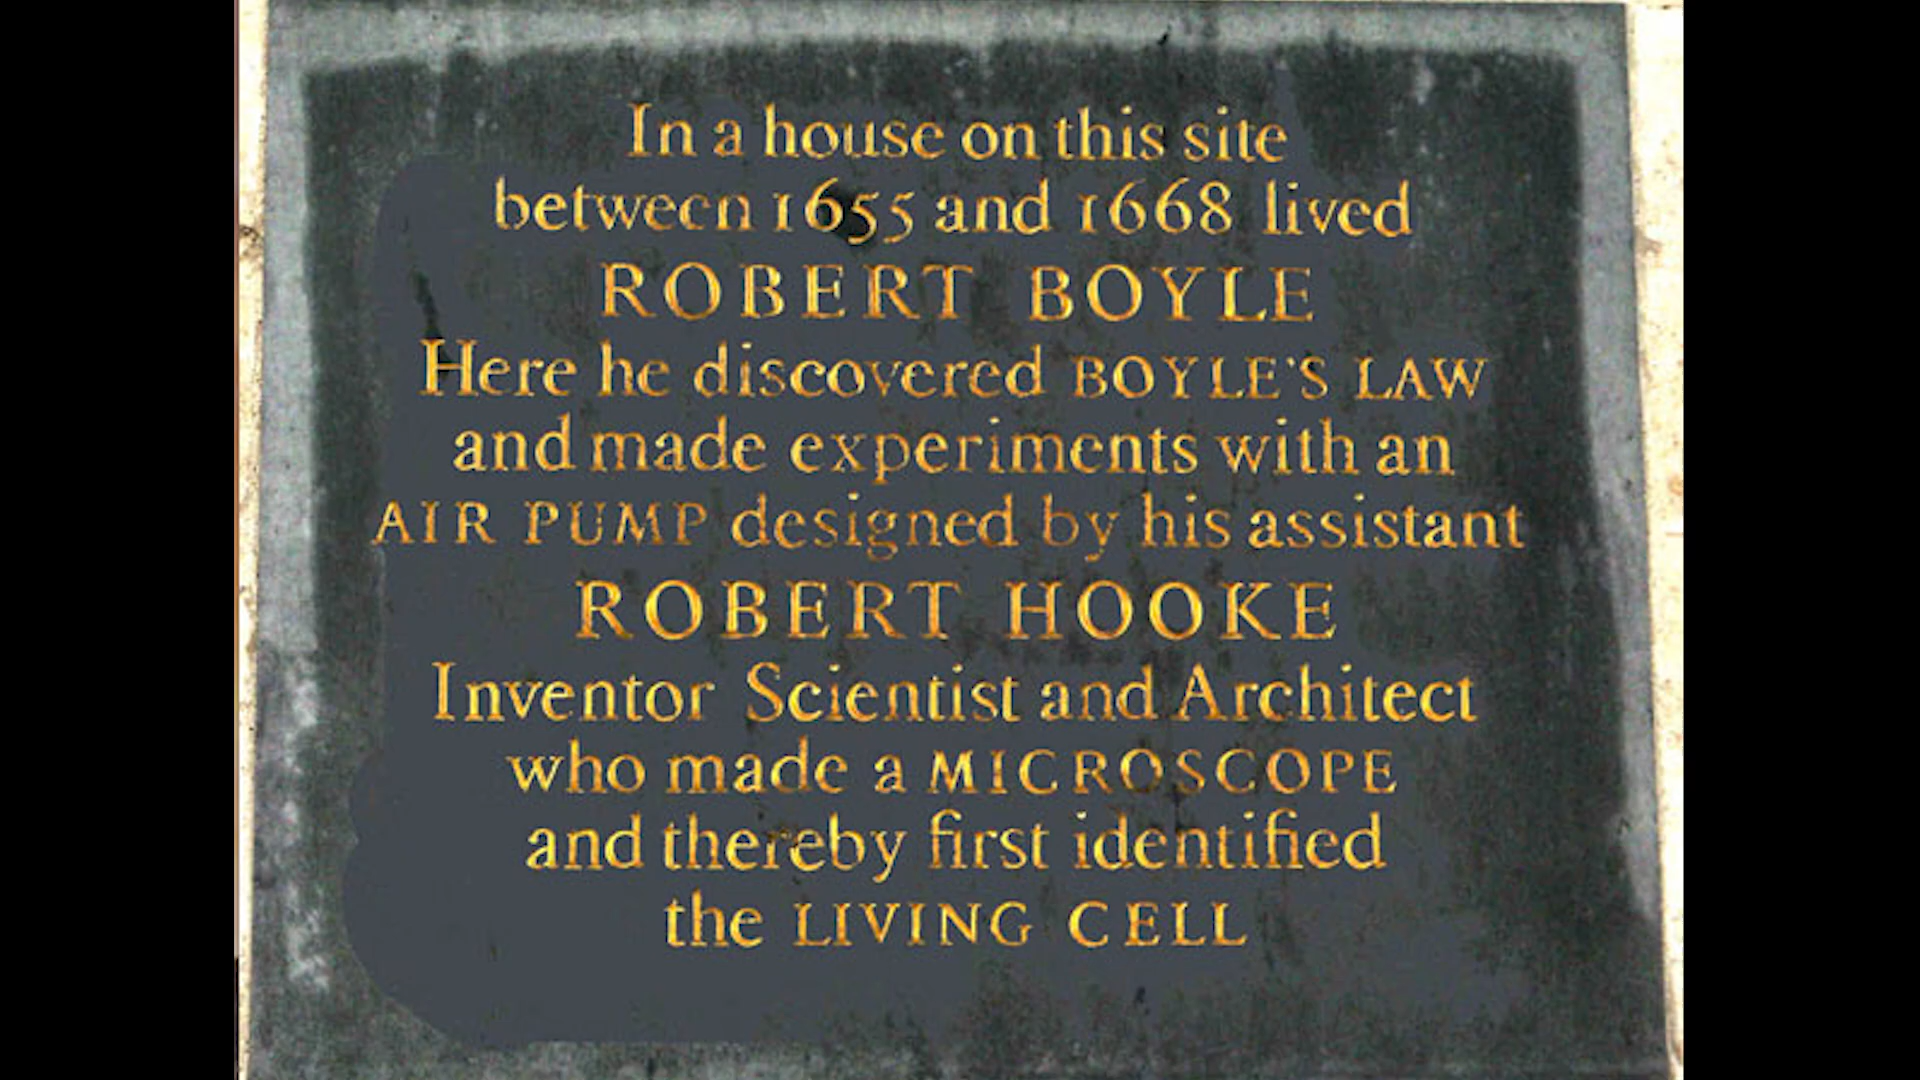 In a house on this site
between 1655 and 1668 lived
ROBERT BOYLE
Here he discovered BOYLE'S LAW
and made experiments with an
AIR PUMP designed by his assistant
ROBERT HOOKE
Inventor Scientist and Architect
who made a MICROSCOPE
and thereby first identified
the LIVING CELL